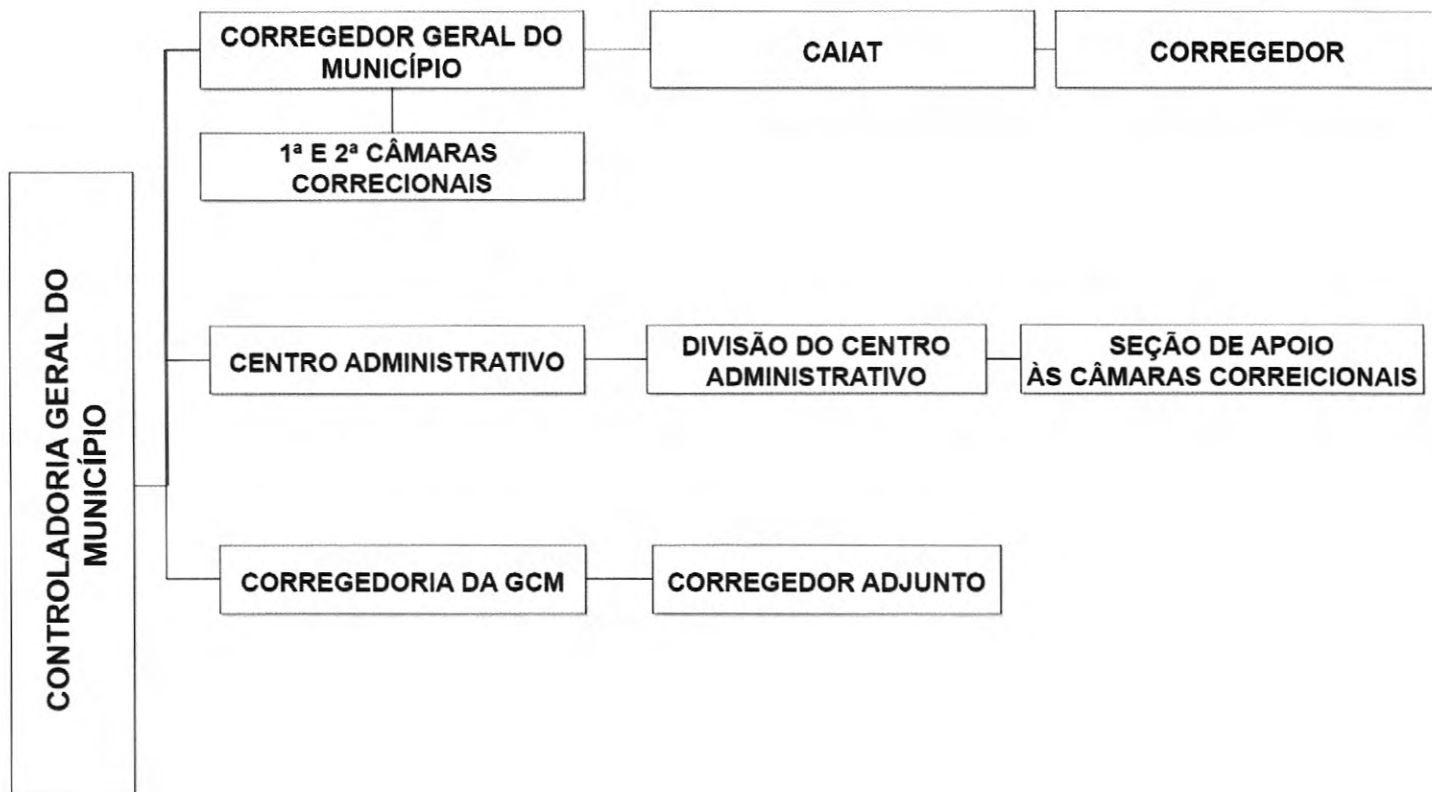 CORREGEDOR GERAL DO
MUNICÍPIO
CAIAT
CORREGEDOR
1ª E 2ª CÂMARAS
CORRECIONAIS
CONTROLADORIA GERAL DO
MUNICÍPIO
CENTRO ADMINISTRATIVO
DIVISÃO DO CENTRO
ADMINISTRATIVO
SEÇÃO DE APOIO
ÀS CÂMARAS CORREICIONAIS
CORREGEDORIA DA GCM
CORREGEDOR ADJUNTO